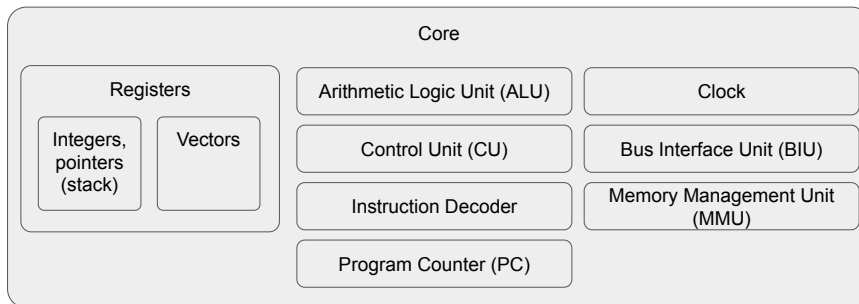 Core
Registers
Integers,
pointers
(stack)
Vectors
Arithmetic Logic Unit (ALU)
Control Unit (CU)
Instruction Decoder
Program Counter (PC)
Clock
Bus Interface Unit (BIU)
Memory Management Unit
(MMU)